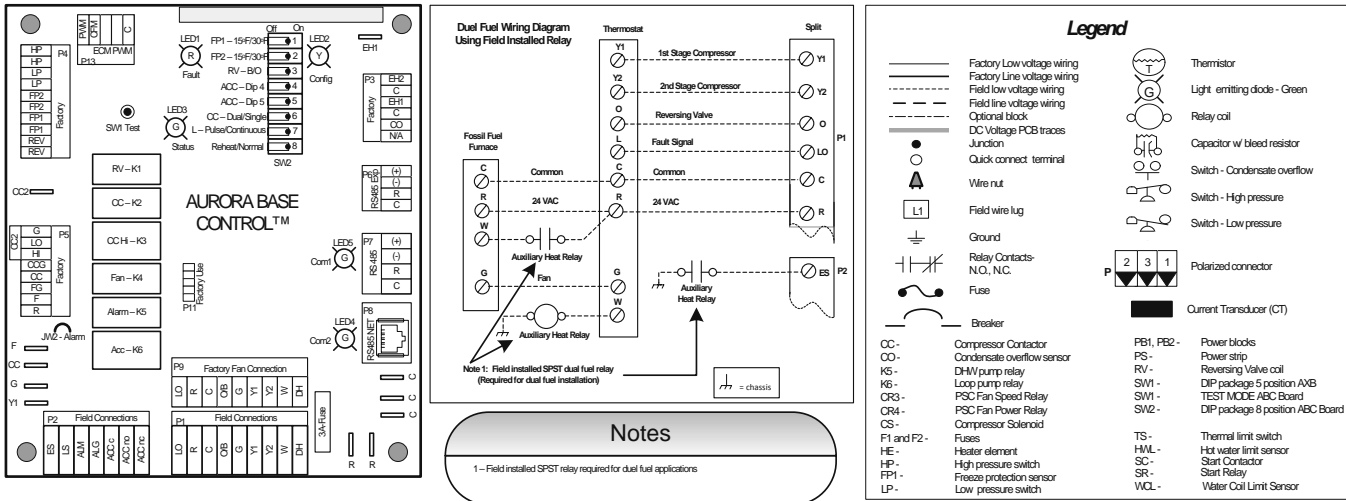 PWM
CFM
C
ECM PWM
P13
HP
HP
LP
LP
FP2
FP2
FP1
FP1
REV
REV
P4
Factory
LED1
R
Fault
Off On
FP1 – 15ºF/30ºF 1
FP2 – 15ºF/30ºF 2
RV – B/O 3
ACC – Dip 4 4
ACC – Dip 5 5
CC – Dual/Single 6
L – Pulse/Continuous 7
Reheat/Normal 8
SW2
LED2
Y
Config
EH1
SW1 Test
LED3
G
Status
P3
Factory
EH2
C
EH1
C
CO
N/A
RV – K1
CC – K2
CC Hi – K3
Fan – K4
Alarm – K5
Acc – K6
CC2
AURORA BASE
CONTROL™
P6
RS485 EXP
(+)
(-)
R
C
CC2
G
LO
HI
CCG
CC
FG
F
R
P5
Factory
Factory Use
P11
LED5
Com1
G
P7
RS485
(+)
(-)
R
C
LED4
Com2
G
P8
RS485 NET
JW2 - Alarm
F
CC
G
Y1
P9
Factory Fan Connection
LO R C O/B G Y1 Y2 W DH
P2
Field Connections
ES LS ALM ALG ACC c ACC no ACC nc
P1
Field Connections
LO R C O/B G Y1 Y2 W DH
3A-Fuse
C
C
C
R R
Duel Fuel Wiring Diagram
Using Field Installed Relay
Thermostat
Split
Y1 1st Stage Compressor Y1
Y2 2nd Stage Compressor Y2
O Reversing Valve O
L Fault Signal LO
P1
Fossil Fuel
Furnace
C Common C Common C
R 24 VAC R 24 VAC R
W
Auxiliary Heat Relay
G Fan G
W
Auxiliary Heat Relay
Auxiliary
Heat Relay
ES P2
Note 1: Field installed SPST dual fuel relay
(Required for dual fuel installation)
= chassis
Notes
1 – Field installed SPST relay required for dual fuel applications
Legend
Factory Low voltage wiring
Factory Line voltage wiring
Field low voltage wiring
Field line voltage wiring
Optional block
DC Voltage PCB traces
Junction
Quick connect terminal
Wire nut
L1 Field wire lug
Ground
Relay Contacts-
N.O., N.C.
Fuse
Breaker
T Thermistor
G Light emitting diode - Green
Relay coil
Capacitor w/ bleed resistor
Switch - Condensate overflow
Switch - High pressure
Switch - Low pressure
P 2 3 1 Polarized connector
Current Transducer (CT)
CC - Compressor Contactor
CO - Condensate overflow sensor
K5 - DHW pump relay
K6 - Loop pump relay
CR3 - PSC Fan Speed Relay
CR4 - PSC Fan Power Relay
CS - Compressor Solenoid
F1 and F2 - Fuses
HE - Heater element
HP - High pressure switch
FP1 - Freeze protection sensor
LP - Low pressure switch
PB1, PB2 - Power blocks
PS - Power strip
RV - Reversing Valve coil
SW1 - DIP package 5 position AXB
SW1 - TEST MODE ABC Board
SW2 - DIP package 8 position ABC Board
TS - Thermal limit switch
HWL - Hot water limit sensor
SC - Start Contactor
SR - Start Relay
WCL - Water Coil Limit Sensor